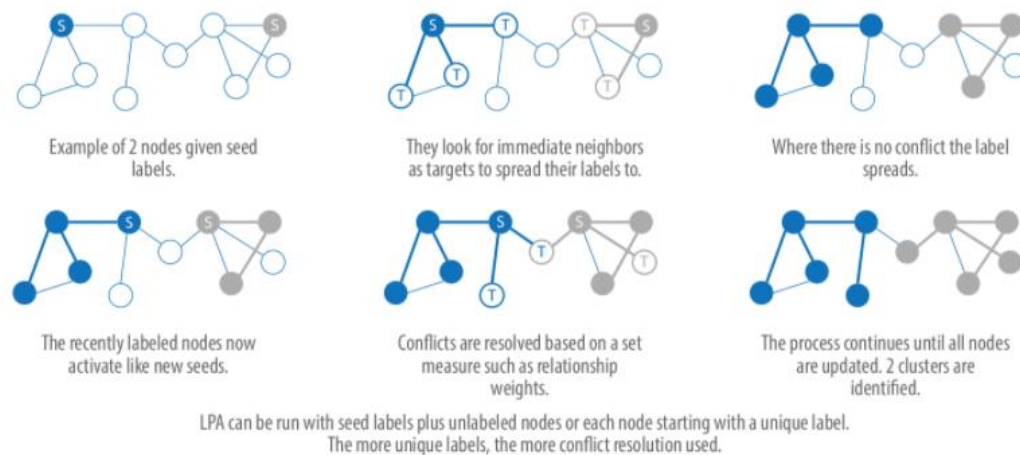 S
S
Example of 2 nodes given seed
labels.
S
T
T
S
T
T
T
They look for immediate neighbors
as targets to spread their labels to.
Where there is no conflict the label
spreads.
S
S
The recently labeled nodes now
activate like new seeds.
S
S
T
T
T
Conflicts are resolved based on a set
measure such as relationship
weights.
The process continues until all nodes
are updated. 2 clusters are
identified.
LPA can be run with seed labels plus unlabeled nodes or each node starting with a unique label.
The more unique labels, the more conflict resolution used.